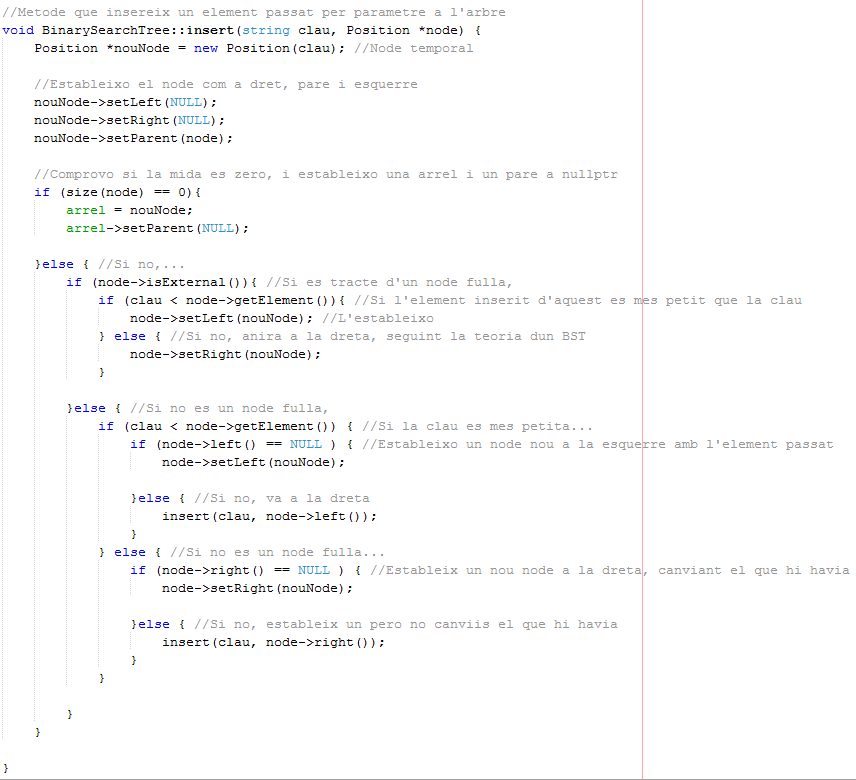 //Metode que insereix un element passat per parametre a l'arbre
void BinarySearchTree::insert(string clau, Position *node) {
    Position *nouNode = new Position(clau); //Node temporal
    //Estableixo el node com a dret, pare i esquerre
    nouNode->setLeft(NULL);
    nouNode->setRight(NULL);
    nouNode->setParent(node);
    //Comprovo si la mida es zero, i estableixo una arrel i un pare a nullptr
    if (size(node) == 0){
        arrel = nouNode;
        arrel->setParent(NULL);
    }else { //Si no,...
        if (node->isExternal()){ //Si es tracte d'un node fulla,
            if (clau < node->getElement()){ //Si l'element inserit d'aquest es mes petit que la clau
                node->setLeft(nouNode); //L'estableixo
            } else { //Si no, anira a la dreta, seguint la teoria dun BST
                node->setRight(nouNode);
            }
        }else { //Si no es un node fulla,
            if (clau < node->getElement()) { //Si la clau es mes petita...
                if (node->left() == NULL ) { //Estableixo un node nou a la esquerre amb l'element passat
                    node->setLeft(nouNode);
                }else { //Si no, va a la dreta
                    insert(clau, node->left());
                }
            } else { //Si no es un node fulla...
                if (node->right() == NULL ) { //Estableix un nou node a la dreta, canviant el que hi havia
                    node->setRight(nouNode);
                }else { //Si no, estableix un pero no canviis el que hi havia
                    insert(clau, node->right());
                }
            }
        }
    }
}